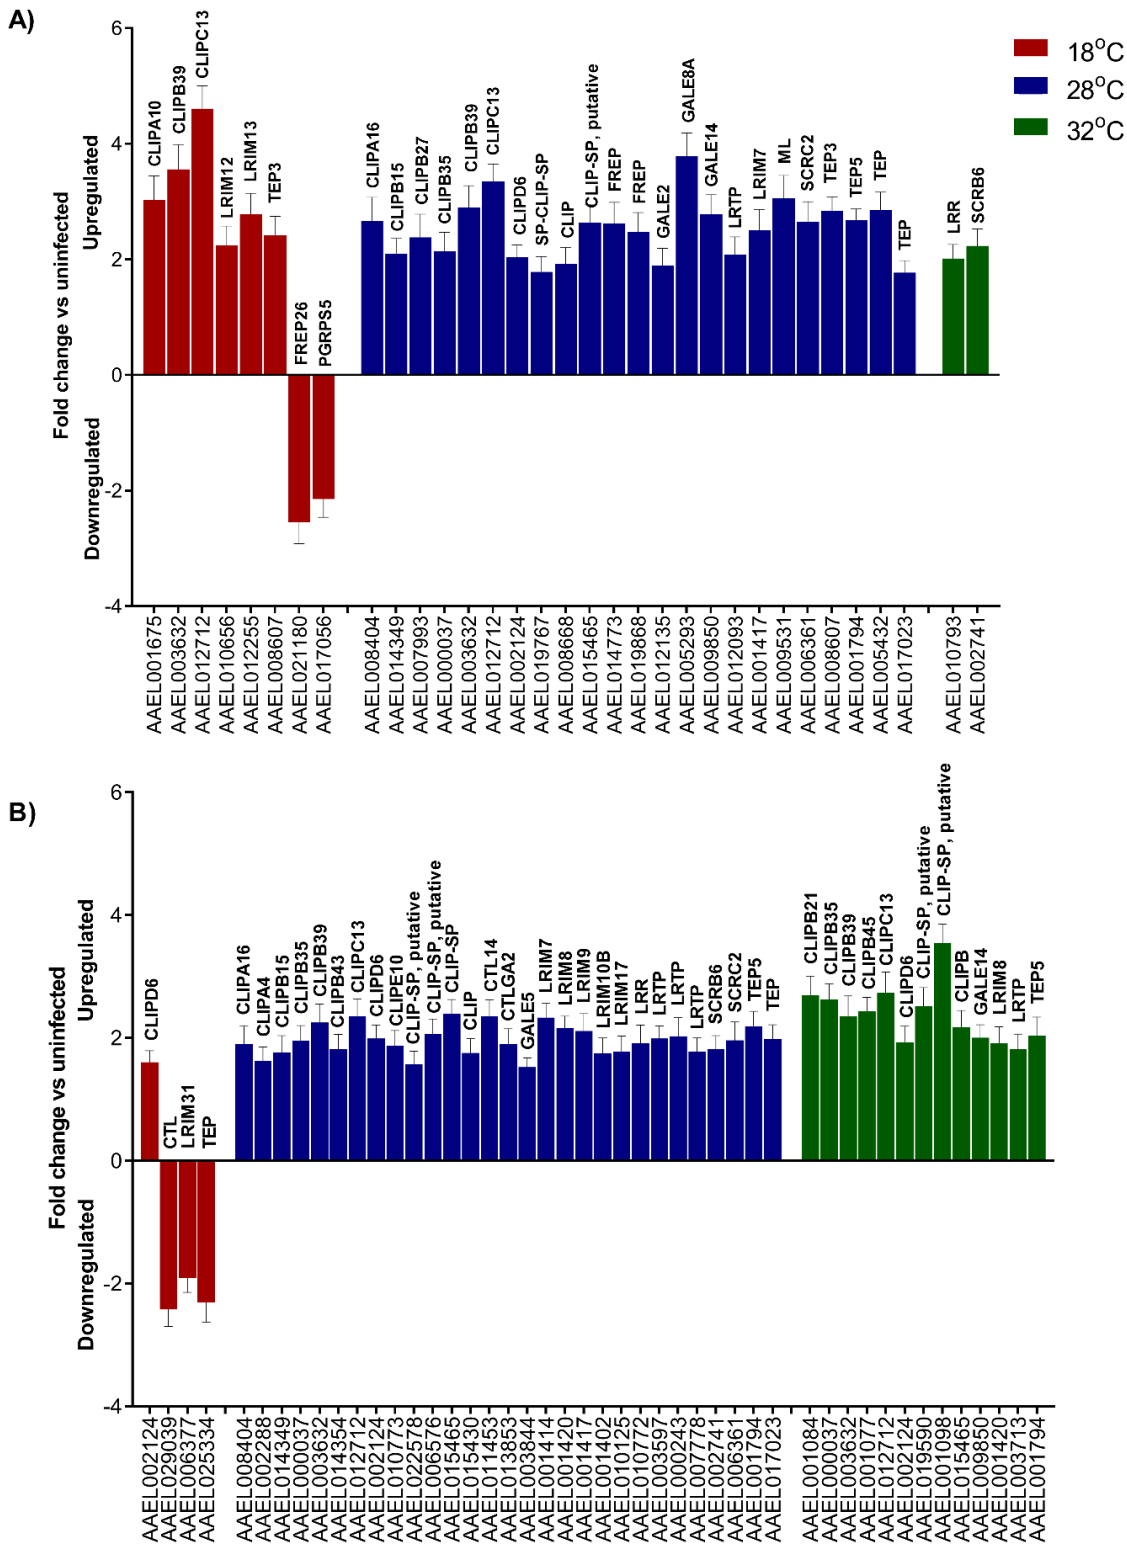 A)
18°C
28°C
32°C
Fold change vs uninfected
Upregulated
Downregulated
6
4
2
0
-2
-4
CLIPA10
CLIPB39
CLIPC13
LRIM12
LRIM13
TEP3
FREP26
PGRPS5
CLIPA16
CLIPB15
CLIPB27
CLIPB35
CLIPB39
CLIPC13
CLIPD6
SP-CLIP-SP
CLIP
CLIP-SP, putative
FREP
FREP
GALE2
GALE8A
GALE14
LRTP
LRIM7
ML
SCRC2
TEP3
TEP5
TEP
TEP
LRR
SCRB6
AAEL001675
AAEL003632
AAEL012712
AAEL010656
AAEL012255
AAEL008607
AAEL021180
AAEL017056
AAEL008404
AAEL014349
AAEL007993
AAEL000037
AAEL003632
AAEL012712
AAEL002124
AAEL019767
AAEL008668
AAEL015465
AAEL014773
AAEL019868
AAEL012135
AAEL005293
AAEL009850
AAEL012093
AAEL001417
AAEL009531
AAEL006361
AAEL008607
AAEL001794
AAEL005432
AAEL017023
AAEL010793
AAEL002741
B)
Fold change vs uninfected
Upregulated
Downregulated
6
4
2
0
-2
-4
CLIPD6
CTL
LRIM31
TEP
CLIPA16
CLIPA4
CLIPB15
CLIPB35
CLIPB39
CLIPB43
CLIPC13
CLIPD6
CLIPE10
CLIP-SP, putative
CLIP-SP, putative
CLIP-SP
CLIP
CTL14
CTLGA2
GALE5
LRIM7
LRIM8
LRIM9
LRIM10B
LRIM17
LRR
LRTP
LRTP
LRTP
SCRB6
SCRC2
TEP5
TEP
CLIPB21
CLIPB35
CLIPB39
CLIPB45
CLIPC13
CLIPD6
CLIP-SP, putative
CLIP-SP, putative
CLIPB
GALE14
LRIM8
LRTP
TEP5
AAEL002124
AAEL029039
AAEL006377
AAEL025334
AAEL008404
AAEL002288
AAEL014349
AAEL000037
AAEL003632
AAEL014354
AAEL012712
AAEL002124
AAEL010773
AAEL022578
AAEL006576
AAEL015465
AAEL015430
AAEL011453
AAEL013853
AAEL003844
AAEL001414
AAEL001420
AAEL001417
AAEL001402
AAEL010125
AAEL010772
AAEL003597
AAEL000243
AAEL007778
AAEL002741
AAEL006361
AAEL001794
AAEL017023
AAEL001084
AAEL000037
AAEL003632
AAEL001077
AAEL012712
AAEL002124
AAEL019590
AAEL001098
AAEL015465
AAEL009850
AAEL001420
AAEL003713
AAEL001794